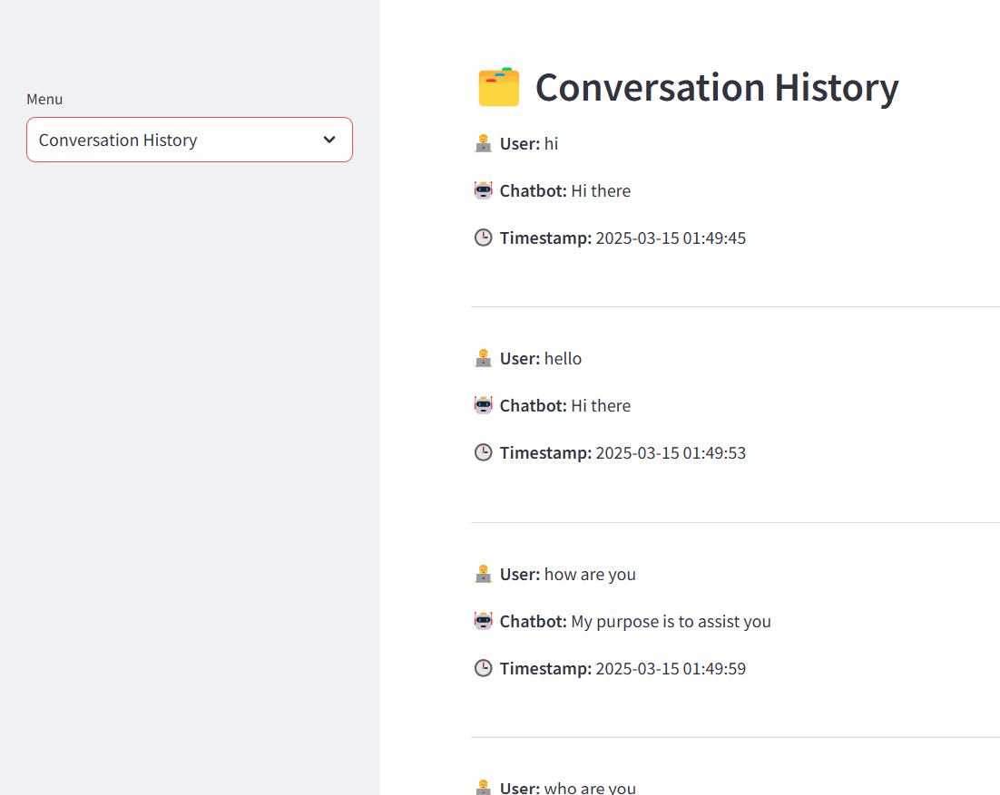 Menu
Conversation History
Conversation History
User: hi
Chatbot: Hi there
Timestamp: 2025-03-15 01:49:45
User: hello
Chatbot: Hi there
Timestamp: 2025-03-15 01:49:53
User: how are you
Chatbot: My purpose is to assist you
Timestamp: 2025-03-15 01:49:59
User: who are you